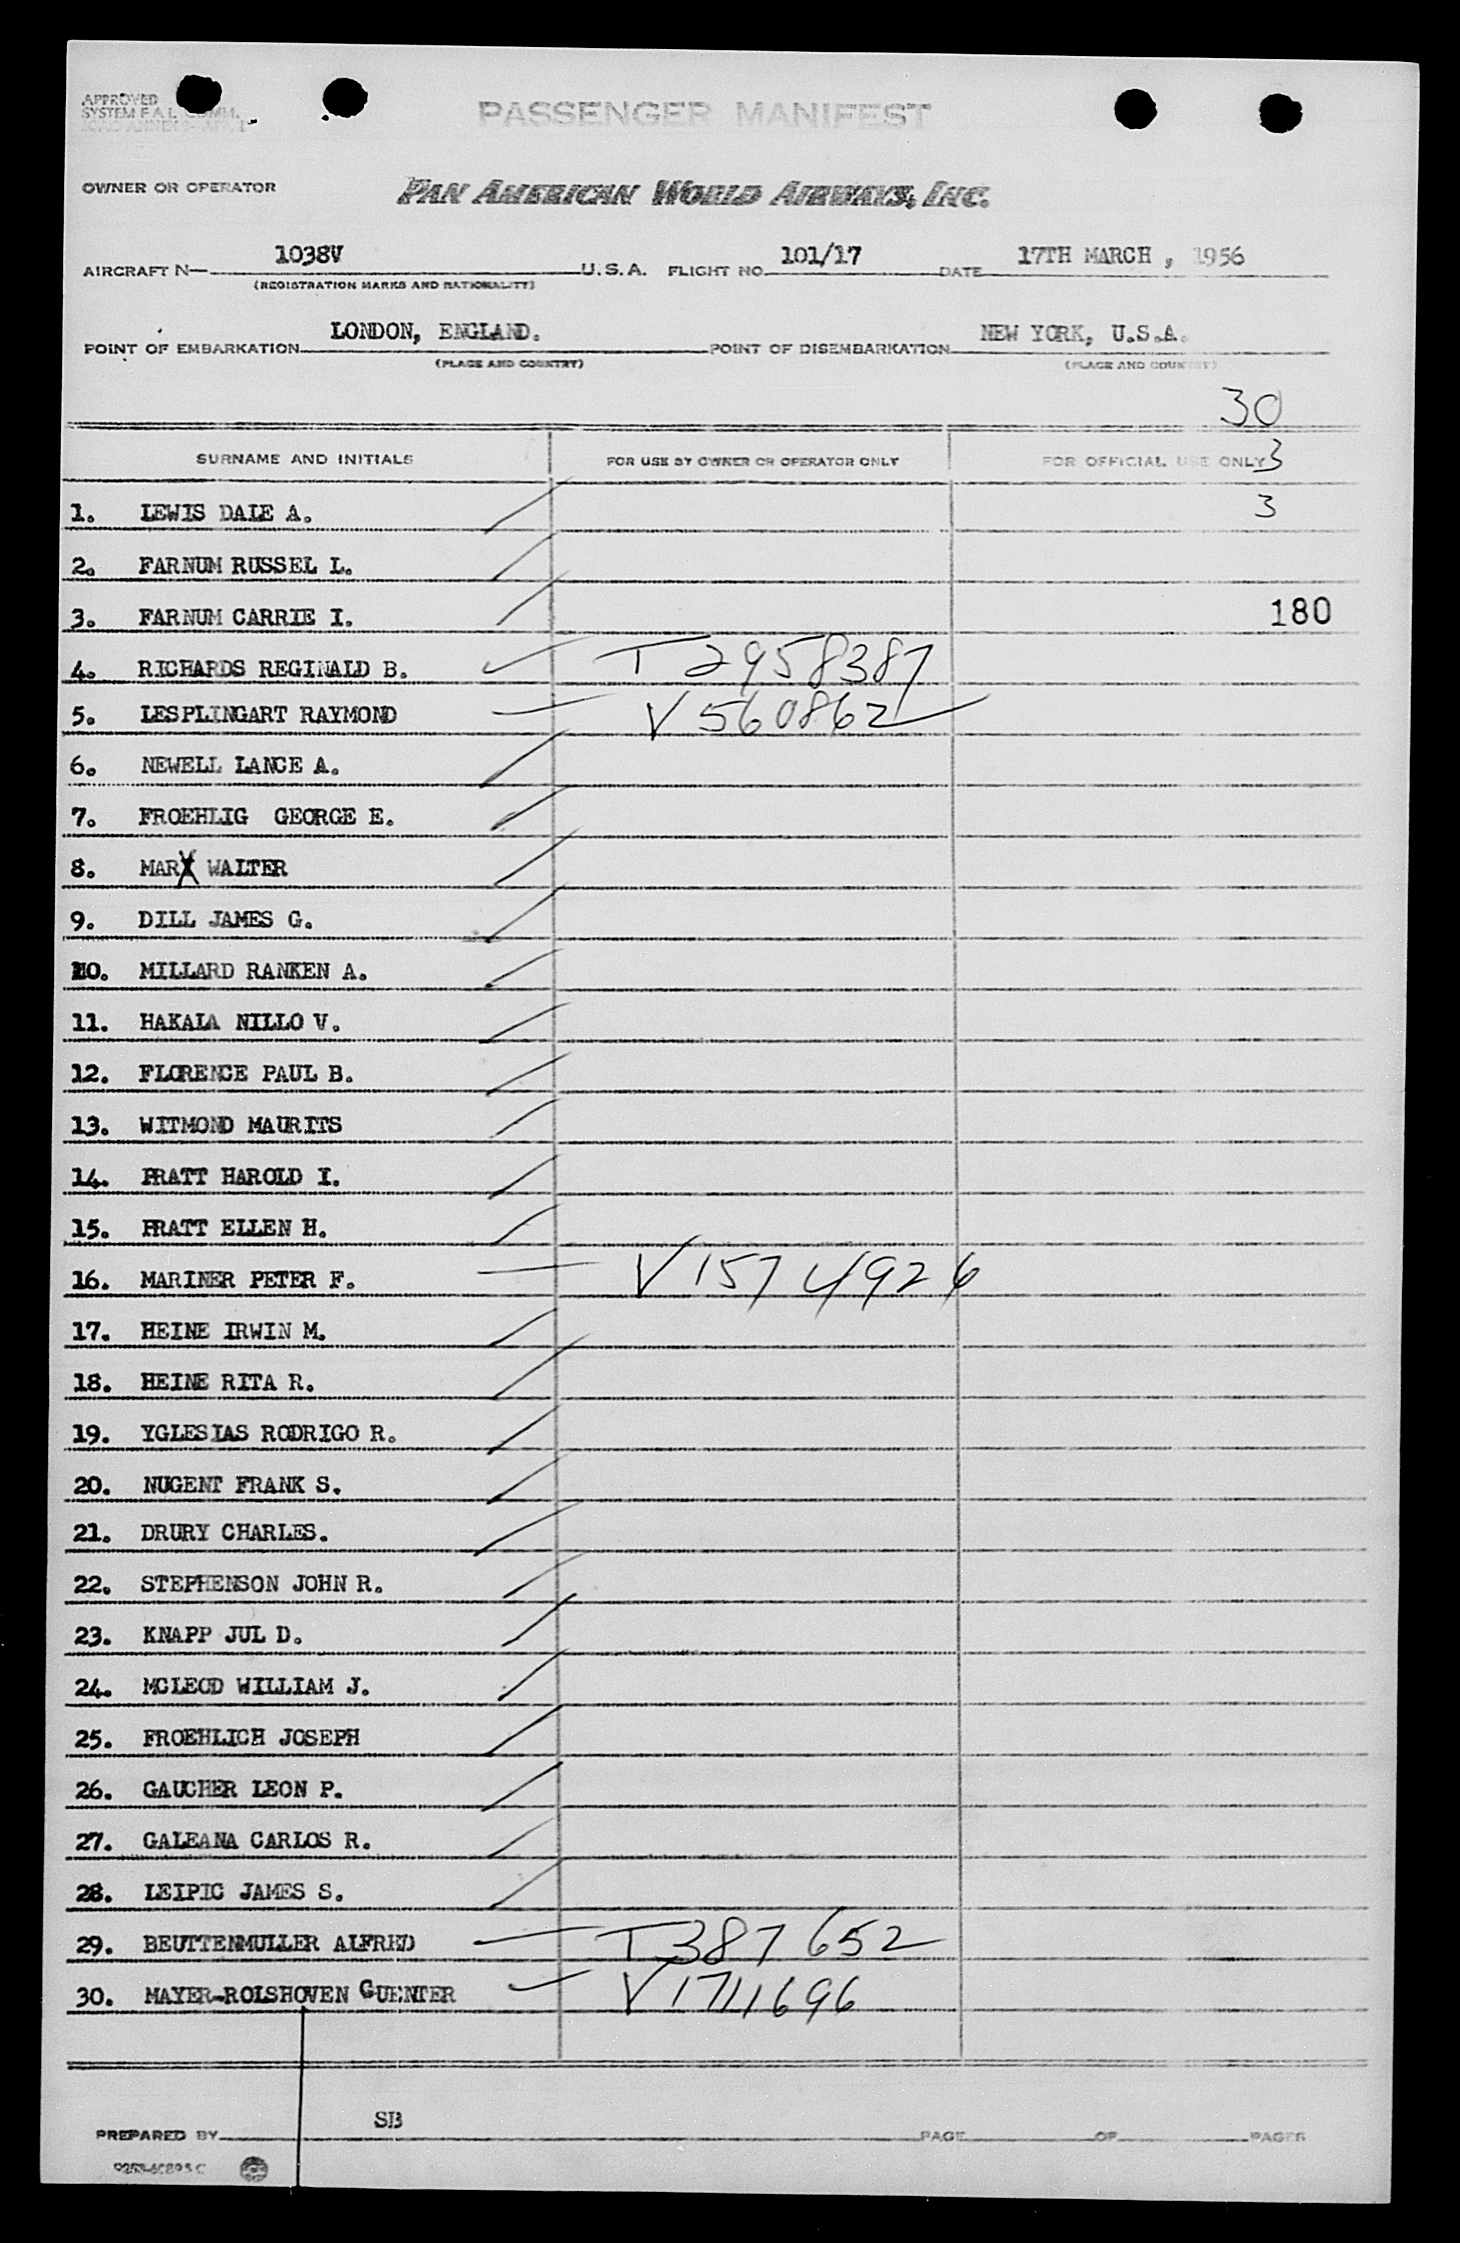 APPROVED
SYSTEM F.A.L. COMM.
PASSENGER MANIFEST
OWNER OR OPERATOR PAN AMERICAN WORLD AIRWAYS, INC.
AIRCRAFT N— 1038V U.S.A. FLIGHT NO. 101/17 DATE 17TH MARCH , 1956
(REGISTRATION MARKS AND NATIONALITY)
POINT OF EMBARKATION LONDON, ENGLAND. POINT OF DISEMBARKATION NEW YORK, U.S.A.
(PLACE AND COUNTRY) (PLACE AND COUNTRY)
30
SURNAME AND INITIALS FOR USE BY OWNER OR OPERATOR ONLY FOR OFFICIAL USE ONLY 3
1. LEWIS DALE A. 3
2. FARNUM RUSSEL L.
3. FARNUM CARRIE I. 180
4. RICHARDS REGINALD B. T2958387
5. LESPLINGART RAYMOND V560862
6. NEWELL LANCE A.
7. FROEHLIG GEORGE E.
8. MARX WALTER
9. DILL JAMES G.
10. MILLARD RANKEN A.
11. HAKALA NILLO V.
12. FLORENCE PAUL B.
13. WITMOND MAURITS
14. PRATT HAROLD I.
15. PRATT ELLEN H.
16. MARINER PETER F. V1574926
17. HEINE IRWIN M.
18. HEINE RITA R.
19. YGLESIAS RODRIGO R.
20. NUGENT FRANK S.
21. DRURY CHARLES.
22. STEPHENSON JOHN R.
23. KNAPP JUL D.
24. MCLEOD WILLIAM J.
25. FROEHLICH JOSEPH
26. GAUCHER LEON P.
27. GALEANA CARLOS R.
28. LEIPIC JAMES S.
29. BEUTTENMULLER ALFRED T387652
30. MAYER-ROLSHOVEN GUENTER V1711696
PREPARED BY SB PAGE OF PAGES